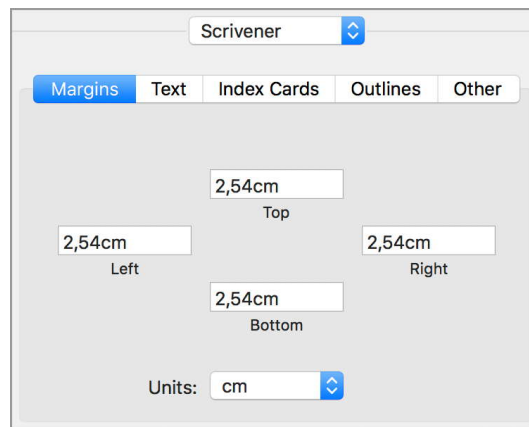 Scrivener
Margins Text Index Cards Outlines Other
2,54cm
Top
2,54cm 2,54cm
Left Right
2,54cm
Bottom
Units: cm